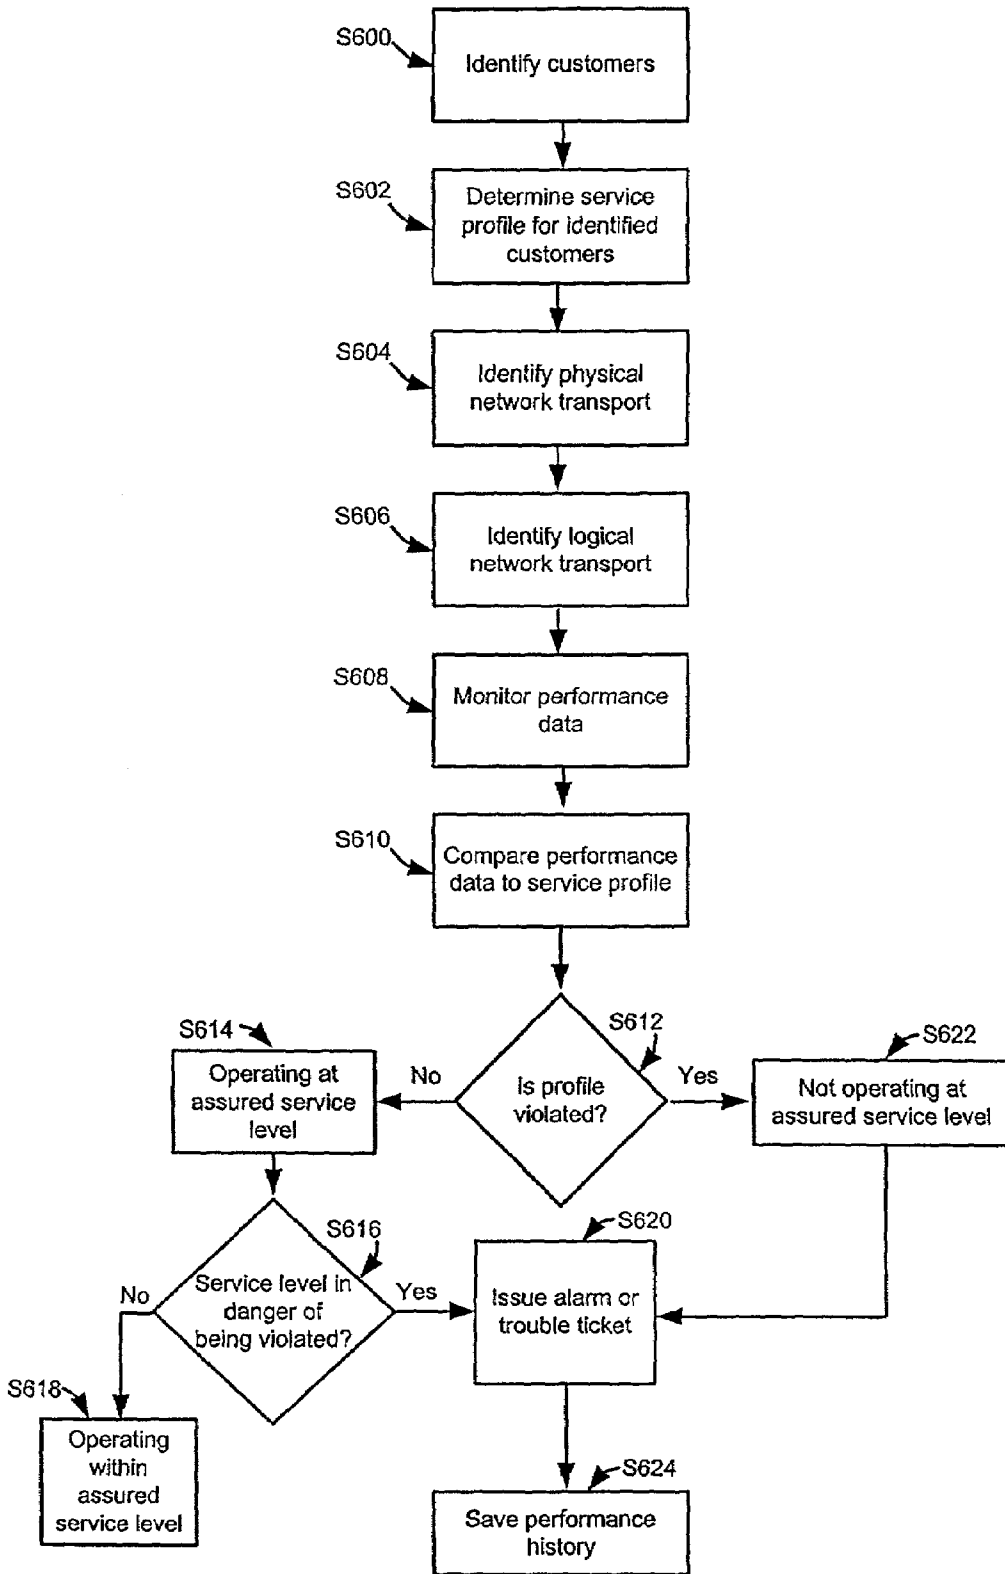 S600
Identify customers
S602
Determine service
profile for identified
customers
S604
Identify physical
network transport
S606
Identify logical
network transport
S608
Monitor performance
data
S610
Compare performance
data to service profile
S612
Is profile
violated?
No
Yes
S614
Operating at
assured service
level
S622
Not operating at
assured service level
S616
Service level in
danger of
being violated?
No
Yes
S620
Issue alarm or
trouble ticket
S618
Operating
within
assured
service level
S624
Save performance
history